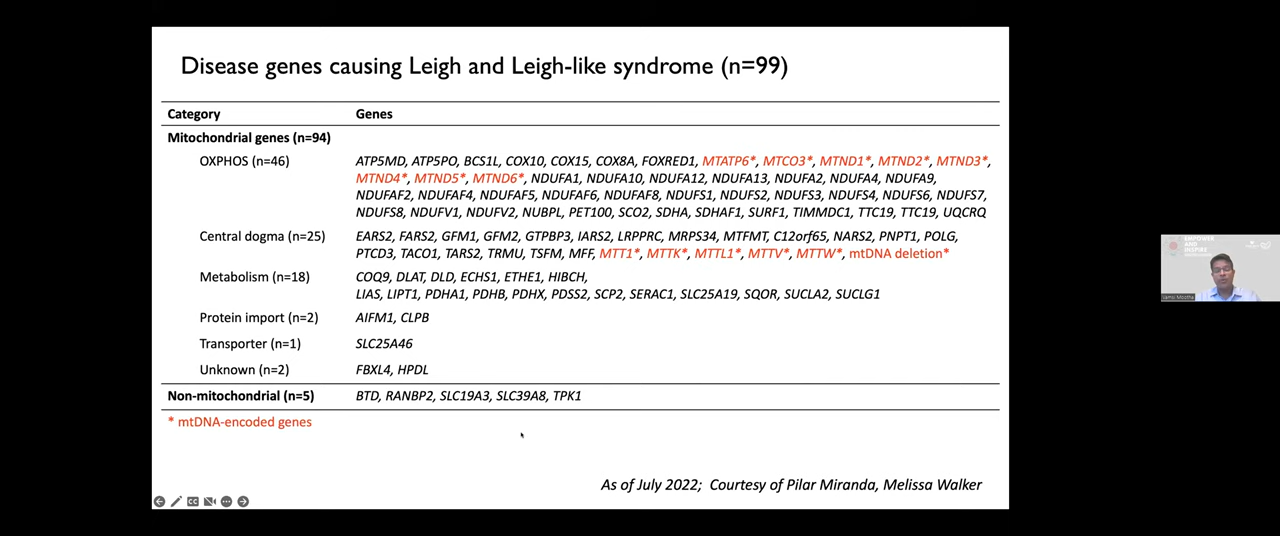 Disease genes causing Leigh and Leigh-like syndrome (n=99)
Category Genes
Mitochondrial genes (n=94)
OXPHOS (n=46) ATP5MD, ATP5PO, BCS1L, COX10, COX15, COX8A, FOXRED1, MTATP6*, MTCO3*, MTND1*, MTND2*, MTND3*,
MTND4*, MTND5*, MTND6*, NDUFA1, NDUFA10, NDUFA12, NDUFA13, NDUFA2, NDUFA4, NDUFA9,
NDUFAF2, NDUFAF4, NDUFAF5, NDUFAF6, NDUFAF8, NDUFS1, NDUFS2, NDUFS3, NDUFS4, NDUFS6, NDUFS7,
NDUFS8, NDUFV1, NDUFV2, NUBPL, PET100, SCO2, SDHA, SDHAF1, SURF1, TIMMDC1, TTC19, TTC19, UQCRQ
Central dogma (n=25) EARS2, FARS2, GFM1, GFM2, GTPBP3, IARS2, LRPPRC, MRPS34, MTFMT, C12orf65, NARS2, PNPT1, POLG,
PTCD3, TACO1, TARS2, TRMU, TSFM, MFF, MTT1*, MTTK*, MTTL1*, MTTV*, MTTW*, mtDNA deletion*
Metabolism (n=18) COQ9, DLAT, DLD, ECHS1, ETHE1, HIBCH,
LIAS, LIPT1, PDHA1, PDHB, PDHX, PDSS2, SCP2, SERAC1, SLC25A19, SQOR, SUCLA2, SUCLG1
Protein import (n=2) AIFM1, CLPB
Transporter (n=1) SLC25A46
Unknown (n=2) FBXL4, HPDL
Non-mitochondrial (n=5) BTD, RANBP2, SLC19A3, SLC39A8, TPK1
* mtDNA-encoded genes
As of July 2022; Courtesy of Pilar Miranda, Melissa Walker
EMPOWER
AND
INSPIRE